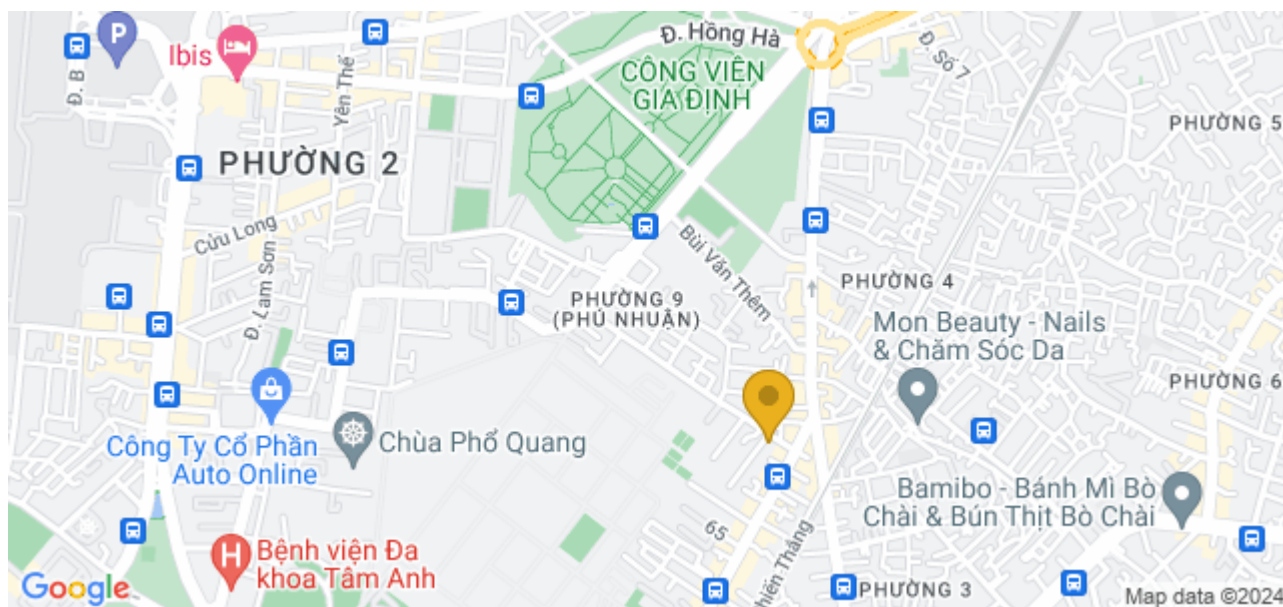 Đ. Hồng Hà
Đ. Số 7
P
Ibis
Đ. B
Yên Thế
CÔNG VIÊN
GIA ĐỊNH
PHƯỜNG 5
PHƯỜNG 2
Cửu Long
Bùi Văn Thêm
Đ. Lam Sơn
PHƯỜNG 9
(PHÚ NHUẬN)
PHƯỜNG 4
Mon Beauty - Nails
& Chăm Sóc Da
PHƯỜNG 6
Công Ty Cổ Phần
Auto Online
Chùa Phổ Quang
Bamibo - Bánh Mì Bò
Chài & Bún Thịt Bò Chài
65
H
Bệnh viện Đa
khoa Tâm Anh
hiến Thắng
PHƯỜNG 3
Google
Map data ©2024